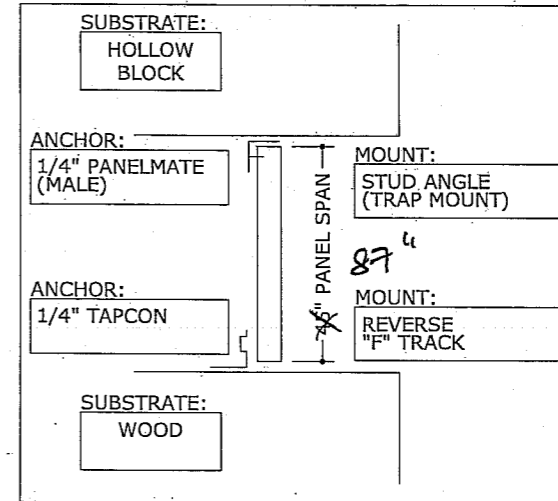 SUBSTRATE:
HOLLOW
BLOCK
ANCHOR:
1/4" PANELMATE
(MALE)
MOUNT:
STUD ANGLE
(TRAP MOUNT)
" PANEL SPAN
87"
ANCHOR:
1/4" TAPCON
MOUNT:
REVERSE
"F" TRACK
SUBSTRATE:
WOOD